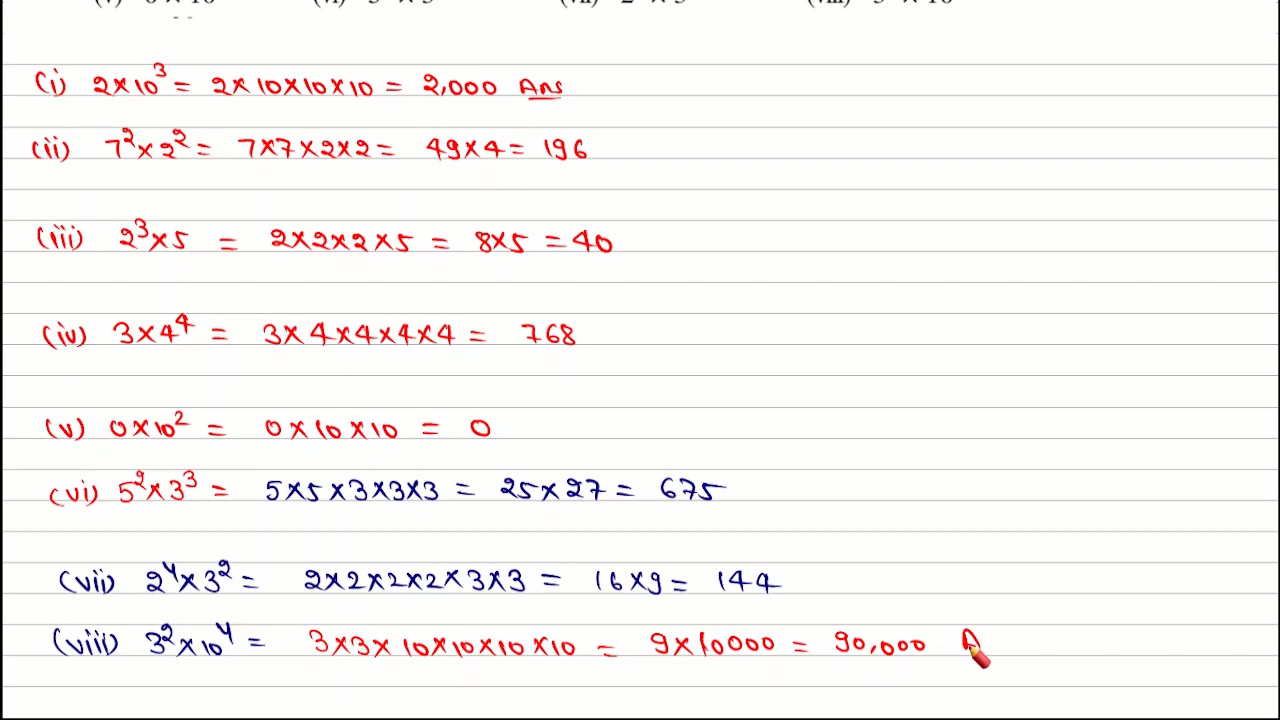 (i) 2×10³ = 2×10×10×10 = 2,000 Ans
(ii) 7²×2² = 7×7×2×2 = 49×4 = 196
(iii) 2³×5 = 2×2×2×5 = 8×5 = 40
(iv) 3×4⁴ = 3×4×4×4×4 = 768
(v) 0×10² = 0×10×10 = 0
(vi) 5²×3³ = 5×5×3×3×3 = 25×27 = 675
(vii) 2⁴×3² = 2×2×2×2×3×3 = 16×9 = 144
(viii) 3²×10⁴ = 3×3×10×10×10×10 = 9×10000 = 90,000 A